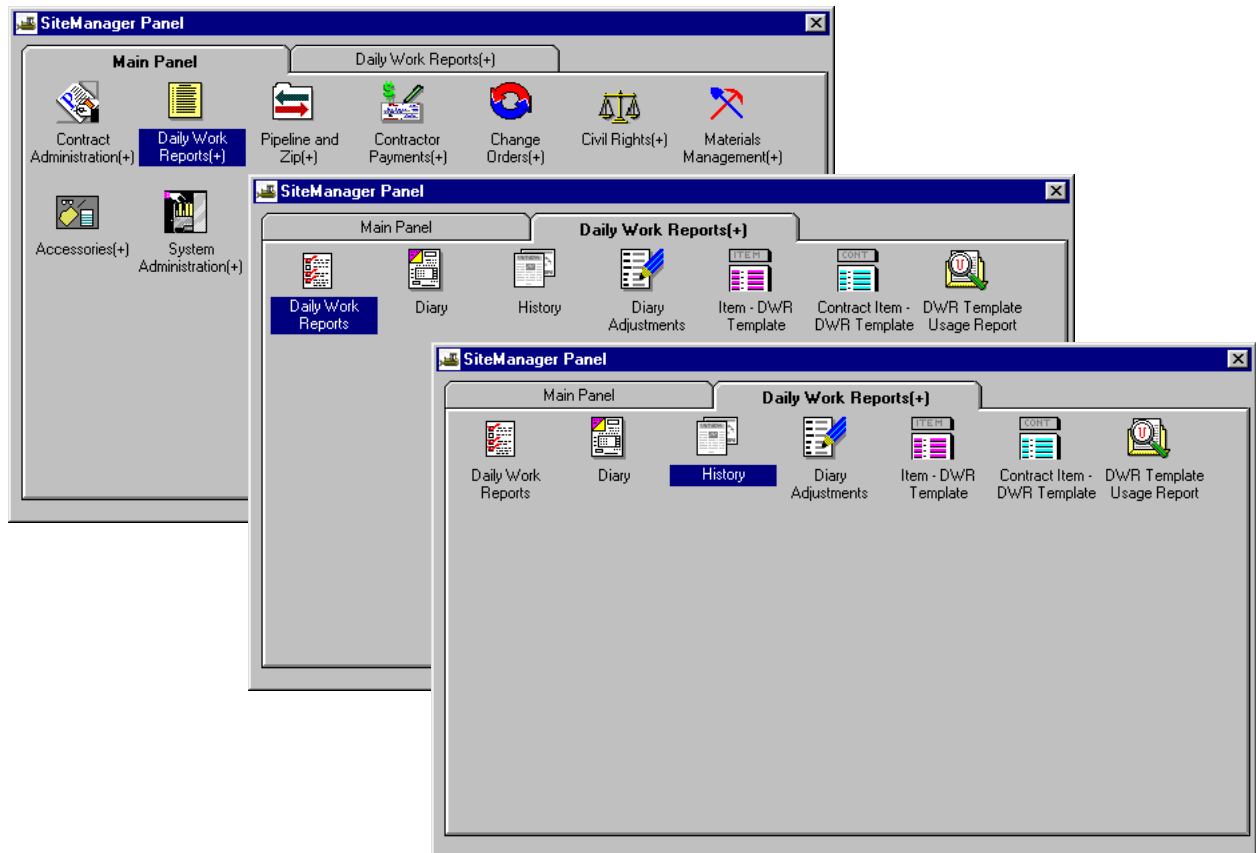 SiteManager Panel
Main Panel
Daily Work Reports(+)
Contract
Administration(+)
Daily Work
Reports(+)
Pipeline and
Zip(+)
Contractor
Payments(+)
Change
Orders(+)
Civil Rights(+)
Materials
Management(+)
Accessories(+)
System
Administration(+)
SiteManager Panel
Main Panel
Daily Work Reports(+)
Daily Work
Reports
Diary
History
Diary
Adjustments
ITEM
Item - DWR
Template
CONT
Contract Item -
DWR Template
U
DWR Template
Usage Report
SiteManager Panel
Main Panel
Daily Work Reports(+)
Daily Work
Reports
Diary
History
Diary
Adjustments
ITEM
Item - DWR
Template
CONT
Contract Item -
DWR Template
U
DWR Template
Usage Report